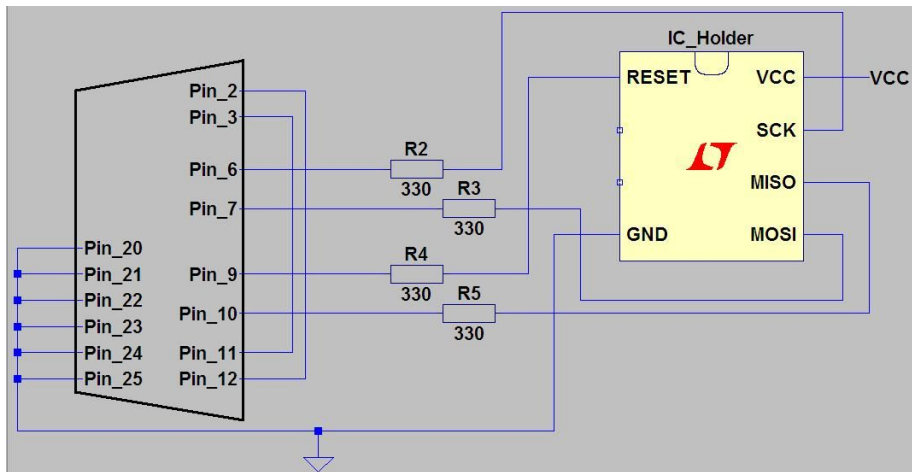 IC_Holder
RESET
VCC
VCC
SCK
MISO
GND
MOSI
Pin_2
Pin_3
Pin_6
Pin_7
Pin_9
Pin_10
Pin_11
Pin_12
Pin_20
Pin_21
Pin_22
Pin_23
Pin_24
Pin_25
R2
330
R3
330
R4
330
R5
330